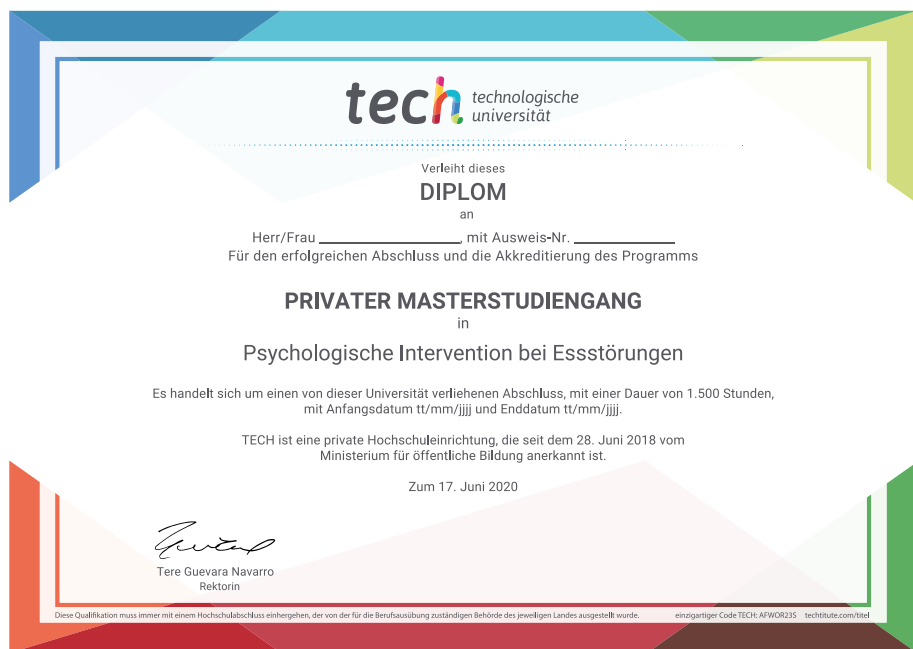 tech technologische
universität
Verleiht dieses
DIPLOM
an
Herr/Frau ____________________, mit Ausweis-Nr. ______________
Für den erfolgreichen Abschluss und die Akkreditierung des Programms
PRIVATER MASTERSTUDIENGANG
in
Psychologische Intervention bei Essstörungen
Es handelt sich um einen von dieser Universität verliehenen Abschluss, mit einer Dauer von 1.500 Stunden,
mit Anfangsdatum tt/mm/jjjj und Enddatum tt/mm/jjjj.
TECH ist eine private Hochschuleinrichtung, die seit dem 28. Juni 2018 vom
Ministerium für öffentliche Bildung anerkannt ist.
Zum 17. Juni 2020
Tere Guevara Navarro
Rektorin
Diese Qualifikation muss immer mit einem Hochschulabschluss einhergehen, der von der für die Berufsausübung zuständigen Behörde des jeweiligen Landes ausgestellt wurde. einzigartiger Code TECH: AFWOR23S techtitute.com/titel